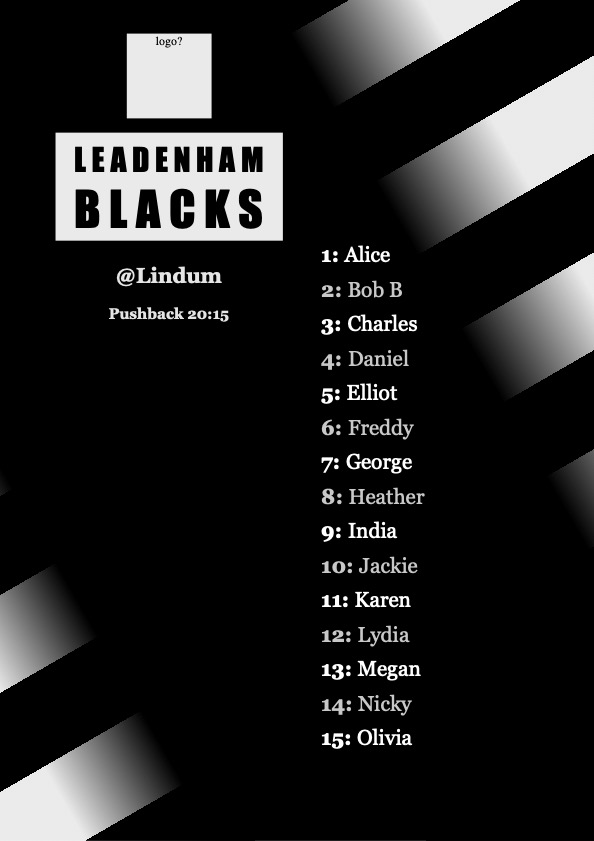 logo?
LEADENHAM
BLACKS
@Lindum
Pushback 20:15
1: Alice
2: Bob B
3: Charles
4: Daniel
5: Elliot
6: Freddy
7: George
8: Heather
9: India
10: Jackie
11: Karen
12: Lydia
13: Megan
14: Nicky
15: Olivia